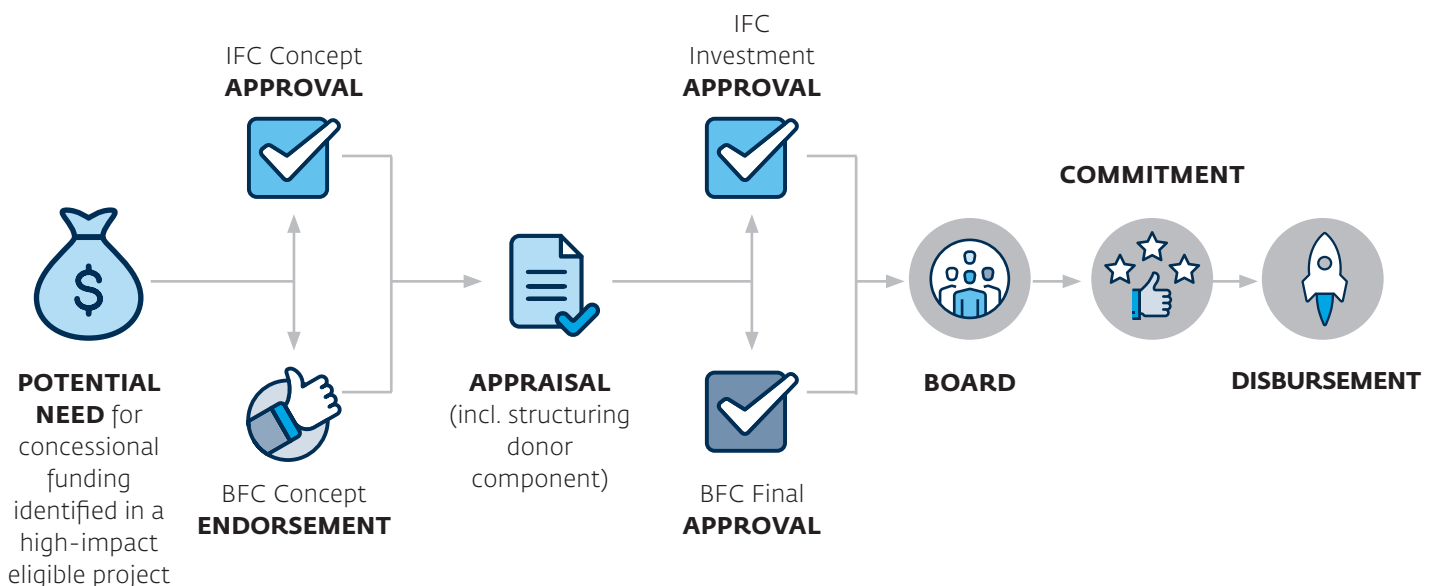 IFC Concept
APPROVAL
IFC
Investment
APPROVAL
COMMITMENT
$
POTENTIAL
NEED for
concessional
funding
identified in a
high-impact
eligible project
BFC Concept
ENDORSEMENT
APPRAISAL
(incl. structuring
donor
component)
BFC Final
APPROVAL
BOARD
DISBURSEMENT